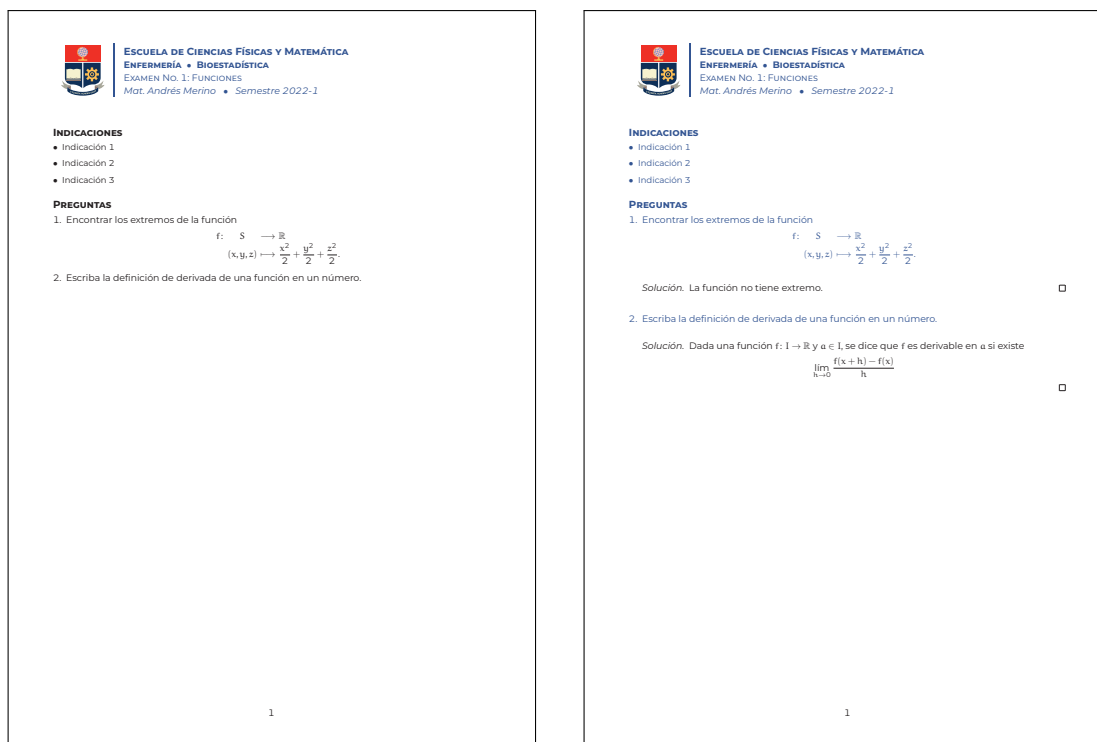 ESCUELA DE CIENCIAS FÍSICAS Y MATEMÁTICA
ENFERMERÍA • BIOESTADÍSTICA
EXAMEN NO. 1: FUNCIONES
Mat. Andrés Merino • Semestre 2022-1
INDICACIONES
• Indicación 1
• Indicación 2
• Indicación 3
PREGUNTAS
1. Encontrar los extremos de la función
f: S ⟶ ℝ
(x, y, z) ⟼ x²/2 + y²/2 + z²/2.
2. Escriba la definición de derivada de una función en un número.
1
ESCUELA DE CIENCIAS FÍSICAS Y MATEMÁTICA
ENFERMERÍA • BIOESTADÍSTICA
EXAMEN NO. 1: FUNCIONES
Mat. Andrés Merino • Semestre 2022-1
INDICACIONES
• Indicación 1
• Indicación 2
• Indicación 3
PREGUNTAS
1. Encontrar los extremos de la función
f: S ⟶ ℝ
(x, y, z) ⟼ x²/2 + y²/2 + z²/2.
Solución. La función no tiene extremo. □
2. Escriba la definición de derivada de una función en un número.
Solución. Dada una función f: I → ℝ y a ∈ I, se dice que f es derivable en a si existe
lím h→0 (f(x + h) − f(x))/h
□
1